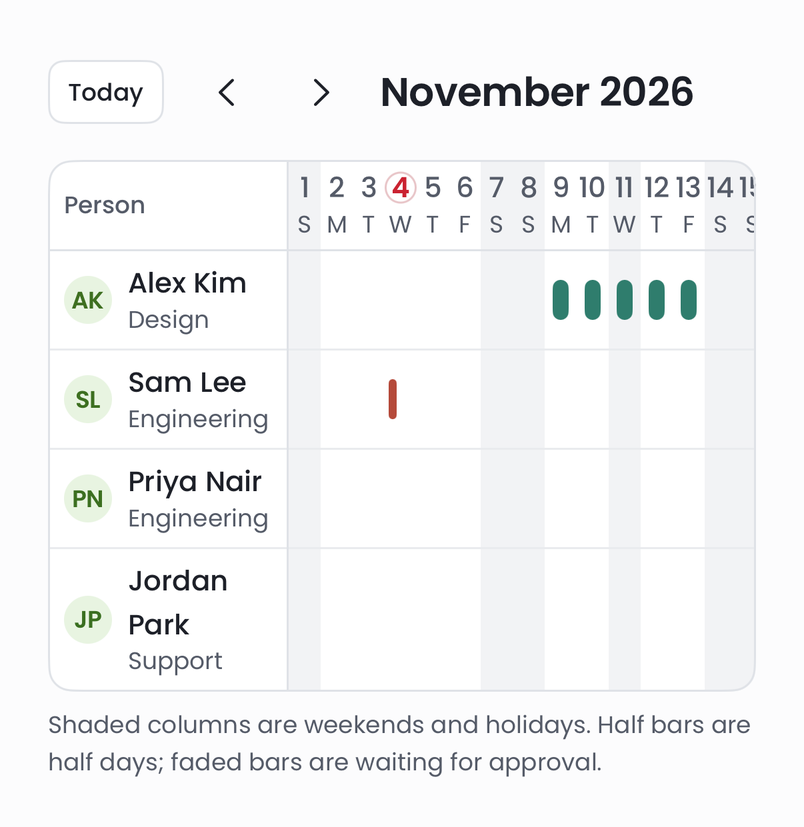 Today
November 2026
Person
1 2 3 4 5 6 7 8 9 10 11 12 13 14 15
S M T W T F S S M T W T F S S
AK
Alex Kim
Design
SL
Sam Lee
Engineering
PN
Priya Nair
Engineering
JP
Jordan
Park
Support
Shaded columns are weekends and holidays. Half bars are
half days; faded bars are waiting for approval.